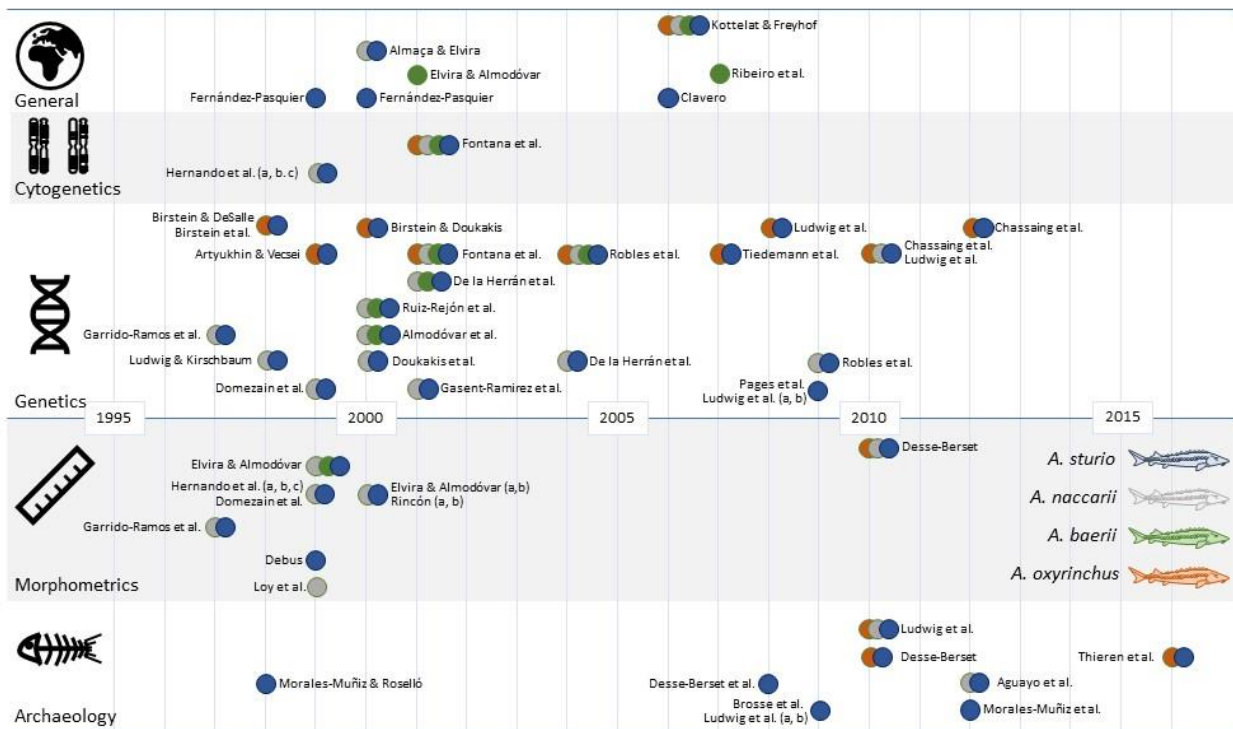 Kottelat & Freyhof
Almaça & Elvira
Elvira & Almodóvar
Ribeiro et al.
General
Fernández-Pasquier
Fernández-Pasquier
Clavero
Fontana et al.
Hernando et al. (a, b. c)
Cytogenetics
Birstein & DeSalle
Birstein et al.
Birstein & Doukakis
Ludwig et al.
Chassaing et al.
Artyukhin & Vecsei
Fontana et al.
Robles et al.
Tiedemann et al.
Chassaing et al.
Ludwig et al.
De la Herrán et al.
Ruiz-Rejón et al.
Garrido-Ramos et al.
Almodóvar et al.
Ludwig & Kirschbaum
Doukakis et al.
De la Herrán et al.
Robles et al.
Domezain et al.
Gasent-Ramirez et al.
Pages et al.
Ludwig et al. (a, b)
Genetics
1995
2000
2005
2010
2015
Desse-Berset
A. sturio
Elvira & Almodóvar
Hernando et al. (a, b, c)
Domezain et al.
Elvira & Almodóvar (a,b)
Rincón (a, b)
A. naccarii
Garrido-Ramos et al.
A. baerii
Debus
A. oxyrinchus
Morphometrics
Loy et al.
Ludwig et al.
Desse-Berset
Thieren et al.
Morales-Muñiz & Roselló
Desse-Berset et al.
Aguayo et al.
Brosse et al.
Ludwig et al. (a, b)
Morales-Muñiz et al.
Archaeology